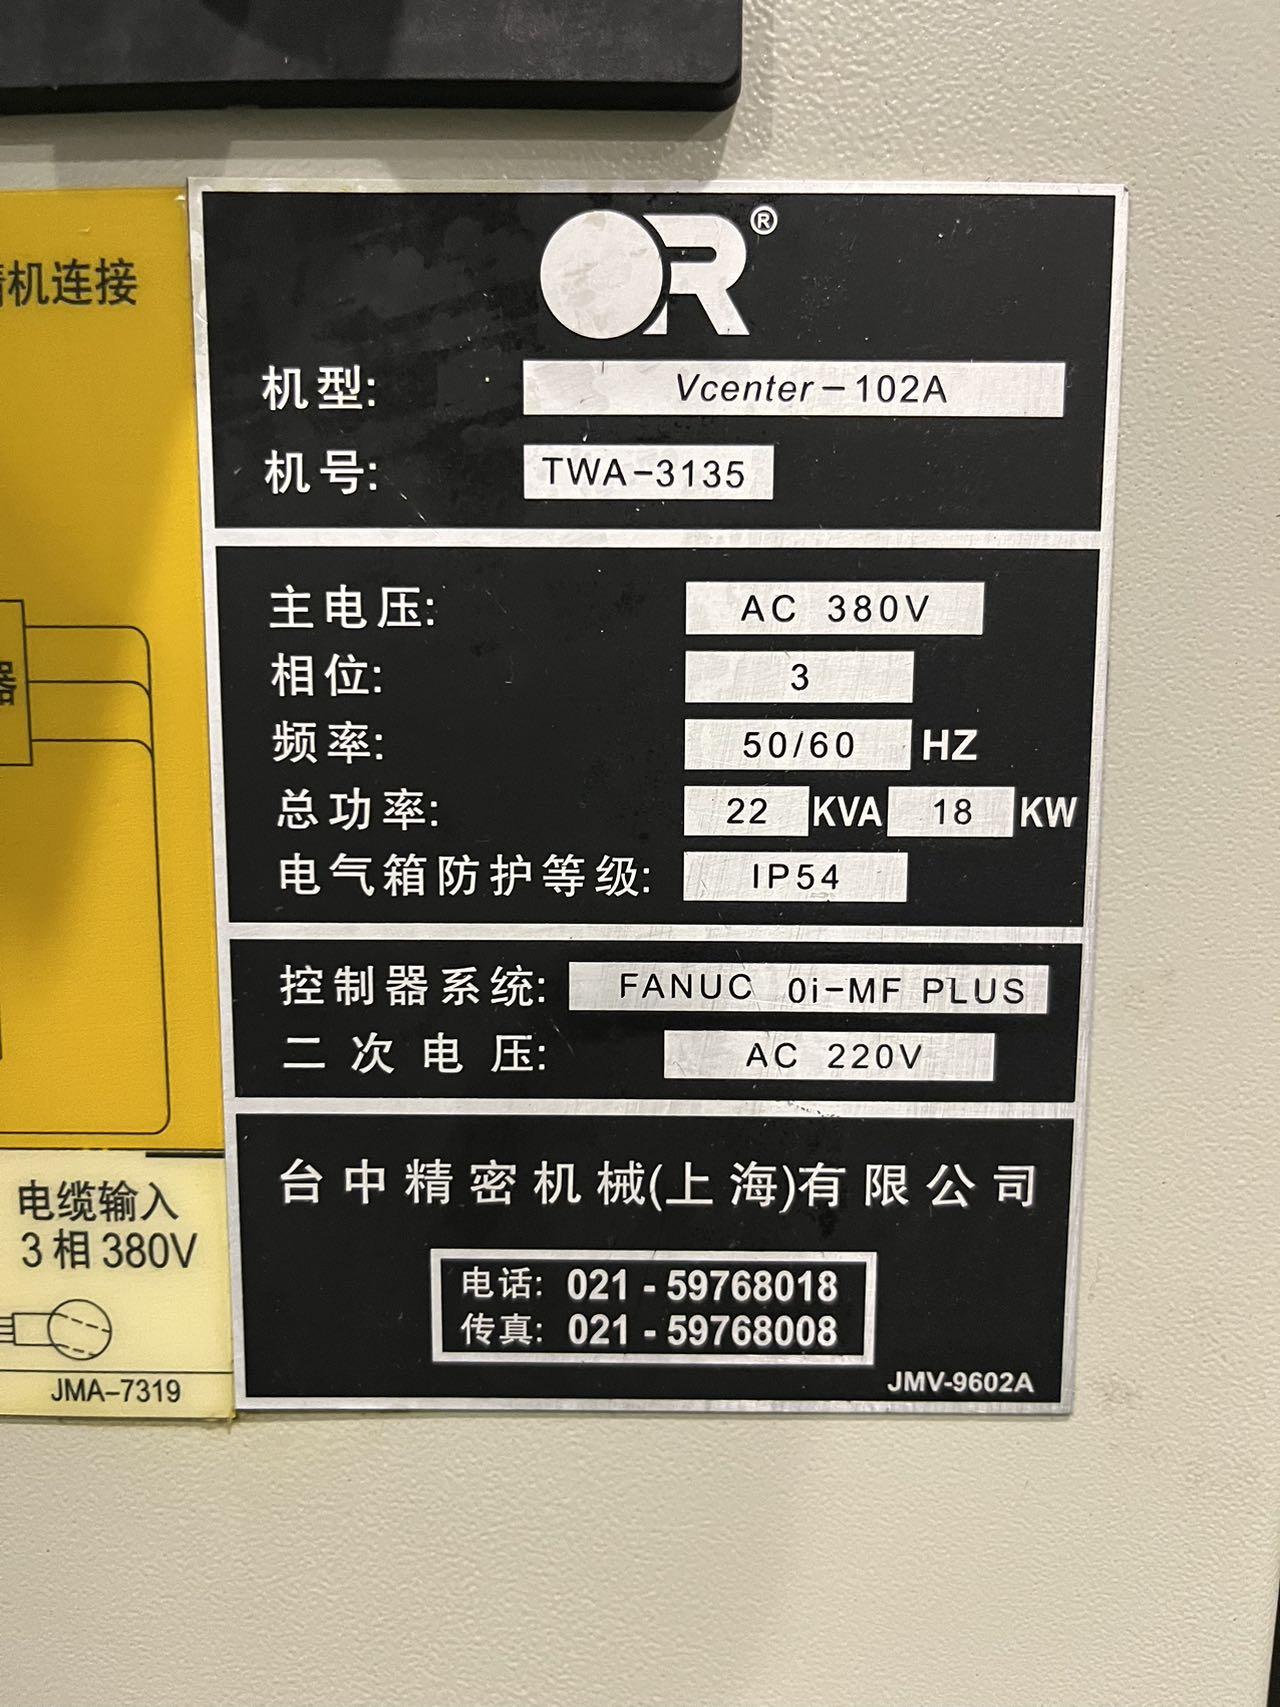 机连接
器
电缆输入
3相380V
JMA-7319
OR®
机型: Vcenter-102A
机号: TWA-3135
主电压: AC 380V
相位: 3
频率: 50/60 HZ
总功率: 22 KVA 18 KW
电气箱防护等级: IP54
控制器系统: FANUC 0i-MF PLUS
二次电压: AC 220V
台中精密机械(上海)有限公司
电话: 021-59768018
传真: 021-59768008
JMV-9602A